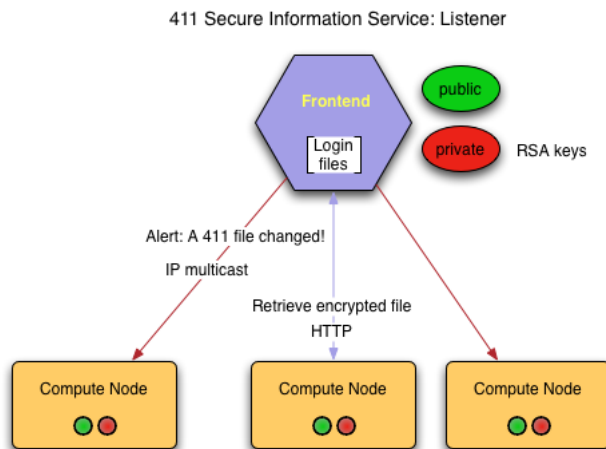 411 Secure Information Service: Listener
Frontend
public
Login
files
private
RSA keys
Alert: A 411 file changed!
IP multicast
Retrieve encrypted file
HTTP
Compute Node
Compute Node
Compute Node